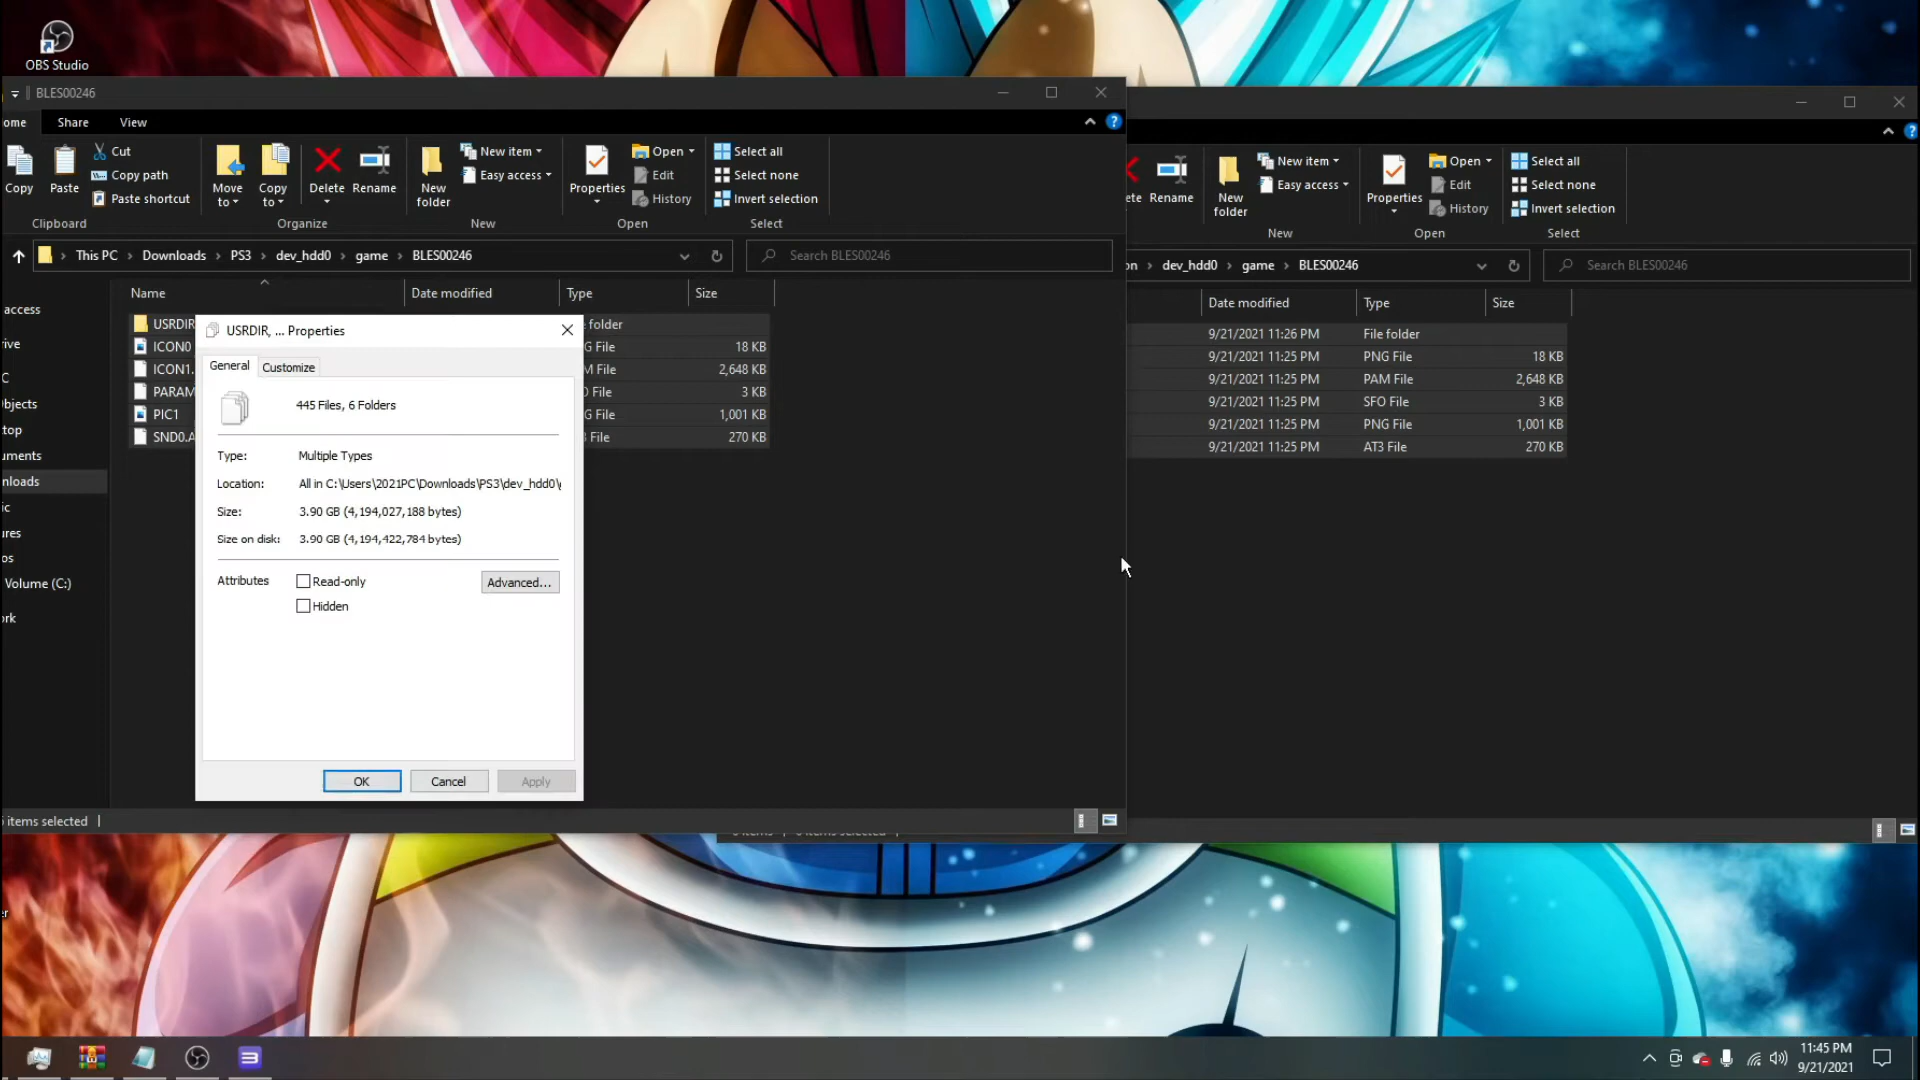 OBS Studio
BLES00246
ome
Share
View
Cut
Copy path
Paste shortcut
Copy
Paste
Clipboard
Move to
Copy to
Delete
Rename
Organize
New folder
New item
Easy access
New
Properties
Open
Edit
History
Open
Select all
Select none
Invert selection
Select
This PC
Downloads
PS3
dev_hdd0
game
BLES00246
Search BLES00246
Name
Date modified
Type
Size
USRDIR
folder
ICON0
G File
18 KB
ICON1.
M File
2,648 KB
PARAM
O File
3 KB
PIC1
G File
1,001 KB
SND0.A
3 File
270 KB
access
rive
C
bjects
top
uments
nloads
ic
ures
os
Volume (C:)
ork
items selected
USRDIR, ... Properties
General
Customize
445 Files, 6 Folders
Type:
Multiple Types
Location:
All in C:\Users\2021PC\Downloads\PS3\dev_hdd0\
Size:
3.90 GB (4,194,027,188 bytes)
Size on disk:
3.90 GB (4,194,422,784 bytes)
Attributes
Read-only
Hidden
Advanced...
OK
Cancel
Apply
ete
Rename
New folder
New item
Easy access
New
Properties
Open
Edit
History
Open
Select all
Select none
Invert selection
Select
on
dev_hdd0
game
BLES00246
Search BLES00246
Date modified
Type
Size
9/21/2021 11:26 PM
File folder
9/21/2021 11:25 PM
PNG File
18 KB
9/21/2021 11:25 PM
PAM File
2,648 KB
9/21/2021 11:25 PM
SFO File
3 KB
9/21/2021 11:25 PM
PNG File
1,001 KB
9/21/2021 11:25 PM
AT3 File
270 KB
er
11:45 PM
9/21/2021